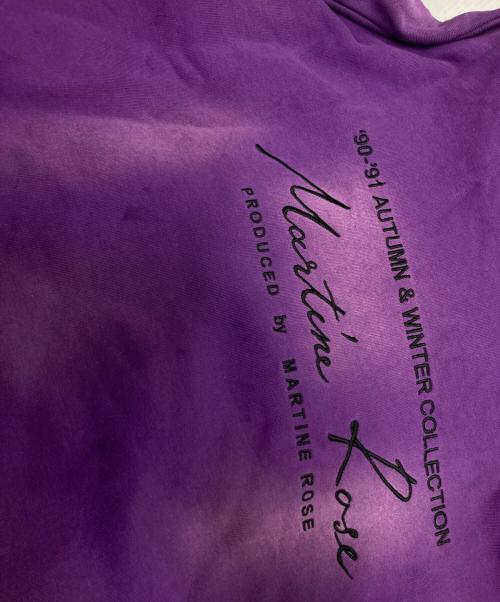 '90-'91 AUTUMN & WINTER COLLECTION
Martine Rose
PRODUCED by MARTINE ROSE